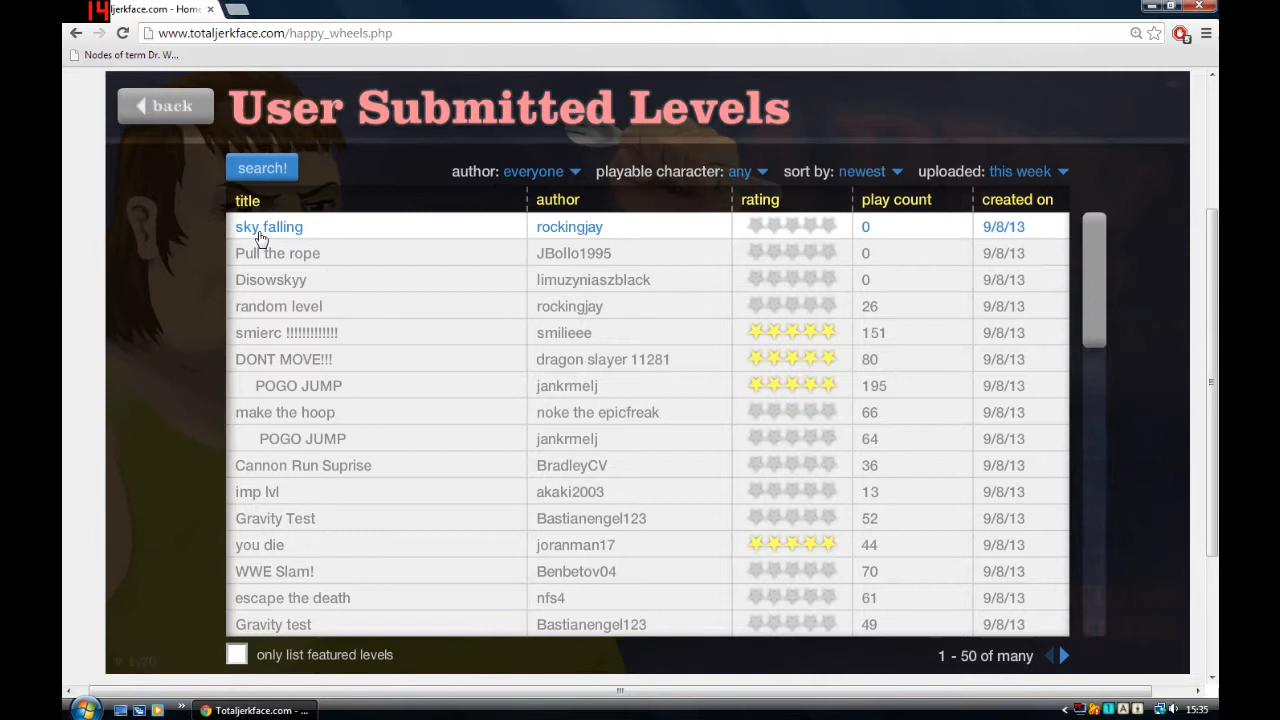 14
jerkface.com - Hom
www.totaljerkface.com/happy_wheels.php
Nodes of term Dr. W...
back
User Submitted Levels
search!
author: everyone playable character: any sort by: newest uploaded: this week
title author rating play count created on
sky falling rockingjay 0 9/8/13
Pull the rope JBollo1995 0 9/8/13
Disowskyy limuzyniaszblack 0 9/8/13
random level rockingjay 26 9/8/13
smierc !!!!!!!!!!!!! smilieee 151 9/8/13
DONT MOVE!!! dragon slayer 11281 80 9/8/13
POGO JUMP jankrmelj 195 9/8/13
make the hoop noke the epicfreak 66 9/8/13
POGO JUMP jankrmelj 64 9/8/13
Cannon Run Suprise BradleyCV 36 9/8/13
imp lvl akaki2003 13 9/8/13
Gravity Test Bastianengel123 52 9/8/13
you die joranman17 44 9/8/13
WWE Slam! Benbetov04 70 9/8/13
escape the death nfs4 61 9/8/13
Gravity test Bastianengel123 49 9/8/13
only list featured levels
1 - 50 of many
v 1.70
Totaljerkface.com - ...
15:35